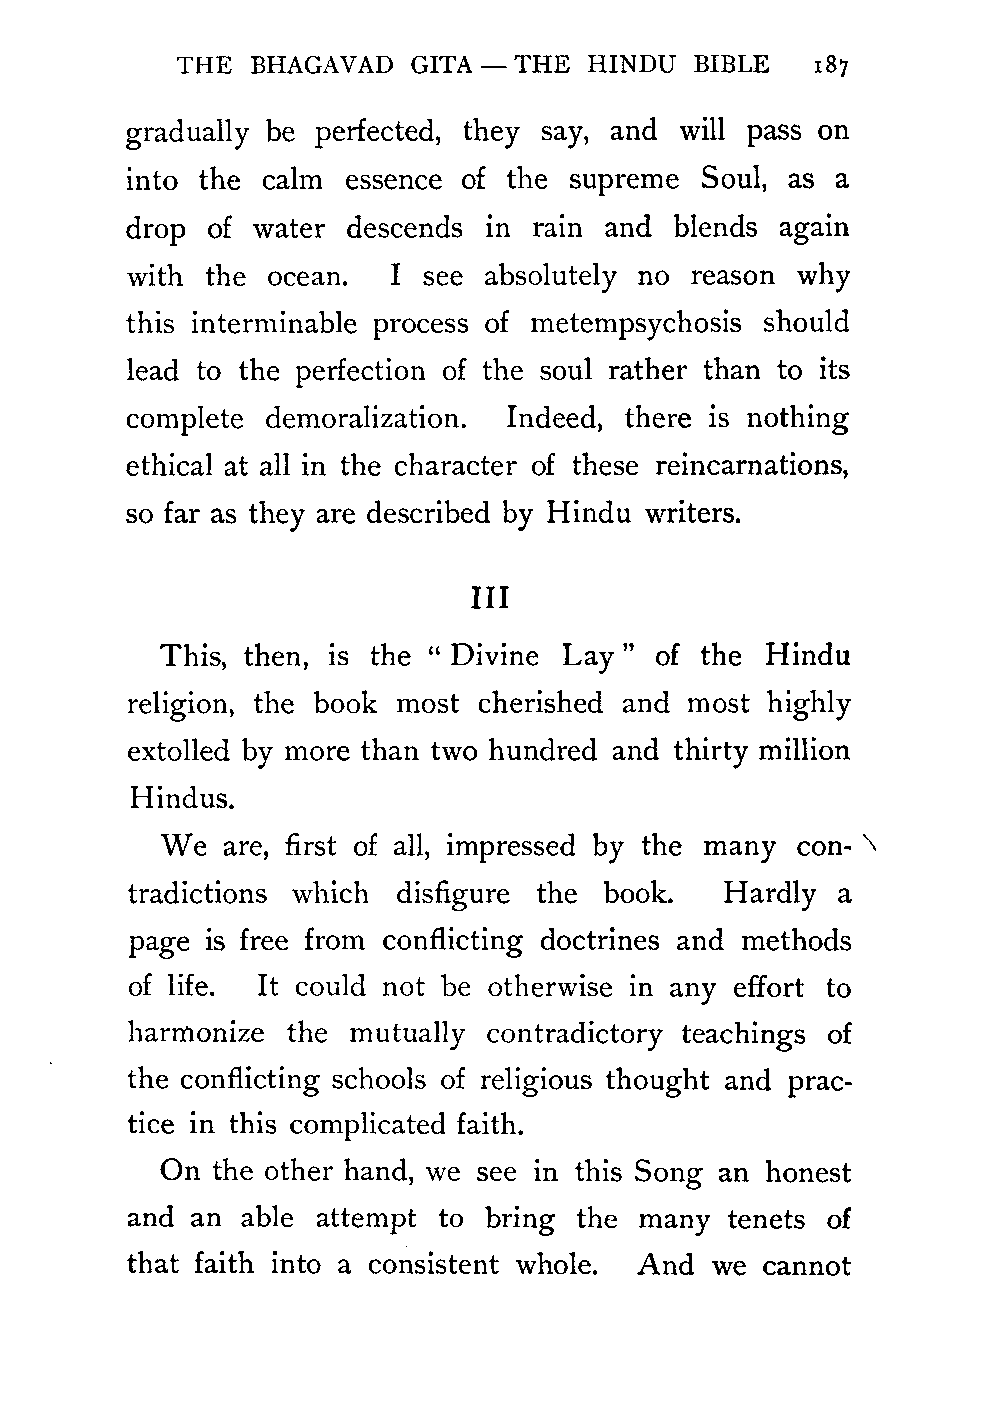 THE BHAGAVAD GITA — THE HINDU BIBLE 187
gradually be perfected, they say, and will pass on
into the calm essence of the supreme Soul, as a
drop of water descends in rain and blends again
with the ocean. I see absolutely no reason why
this interminable process of metempsychosis should
lead to the perfection of the soul rather than to its
complete demoralization. Indeed, there is nothing
ethical at all in the character of these reincarnations,
so far as they are described by Hindu writers.
III
This, then, is the “ Divine Lay ” of the Hindu
religion, the book most cherished and most highly
extolled by more than two hundred and thirty million
Hindus.
We are, first of all, impressed by the many con-
tradictions which disfigure the book. Hardly a
page is free from conflicting doctrines and methods
of life. It could not be otherwise in any effort to
harmonize the mutually contradictory teachings of
the conflicting schools of religious thought and prac-
tice in this complicated faith.
On the other hand, we see in this Song an honest
and an able attempt to bring the many tenets of
that faith into a consistent whole. And we cannot